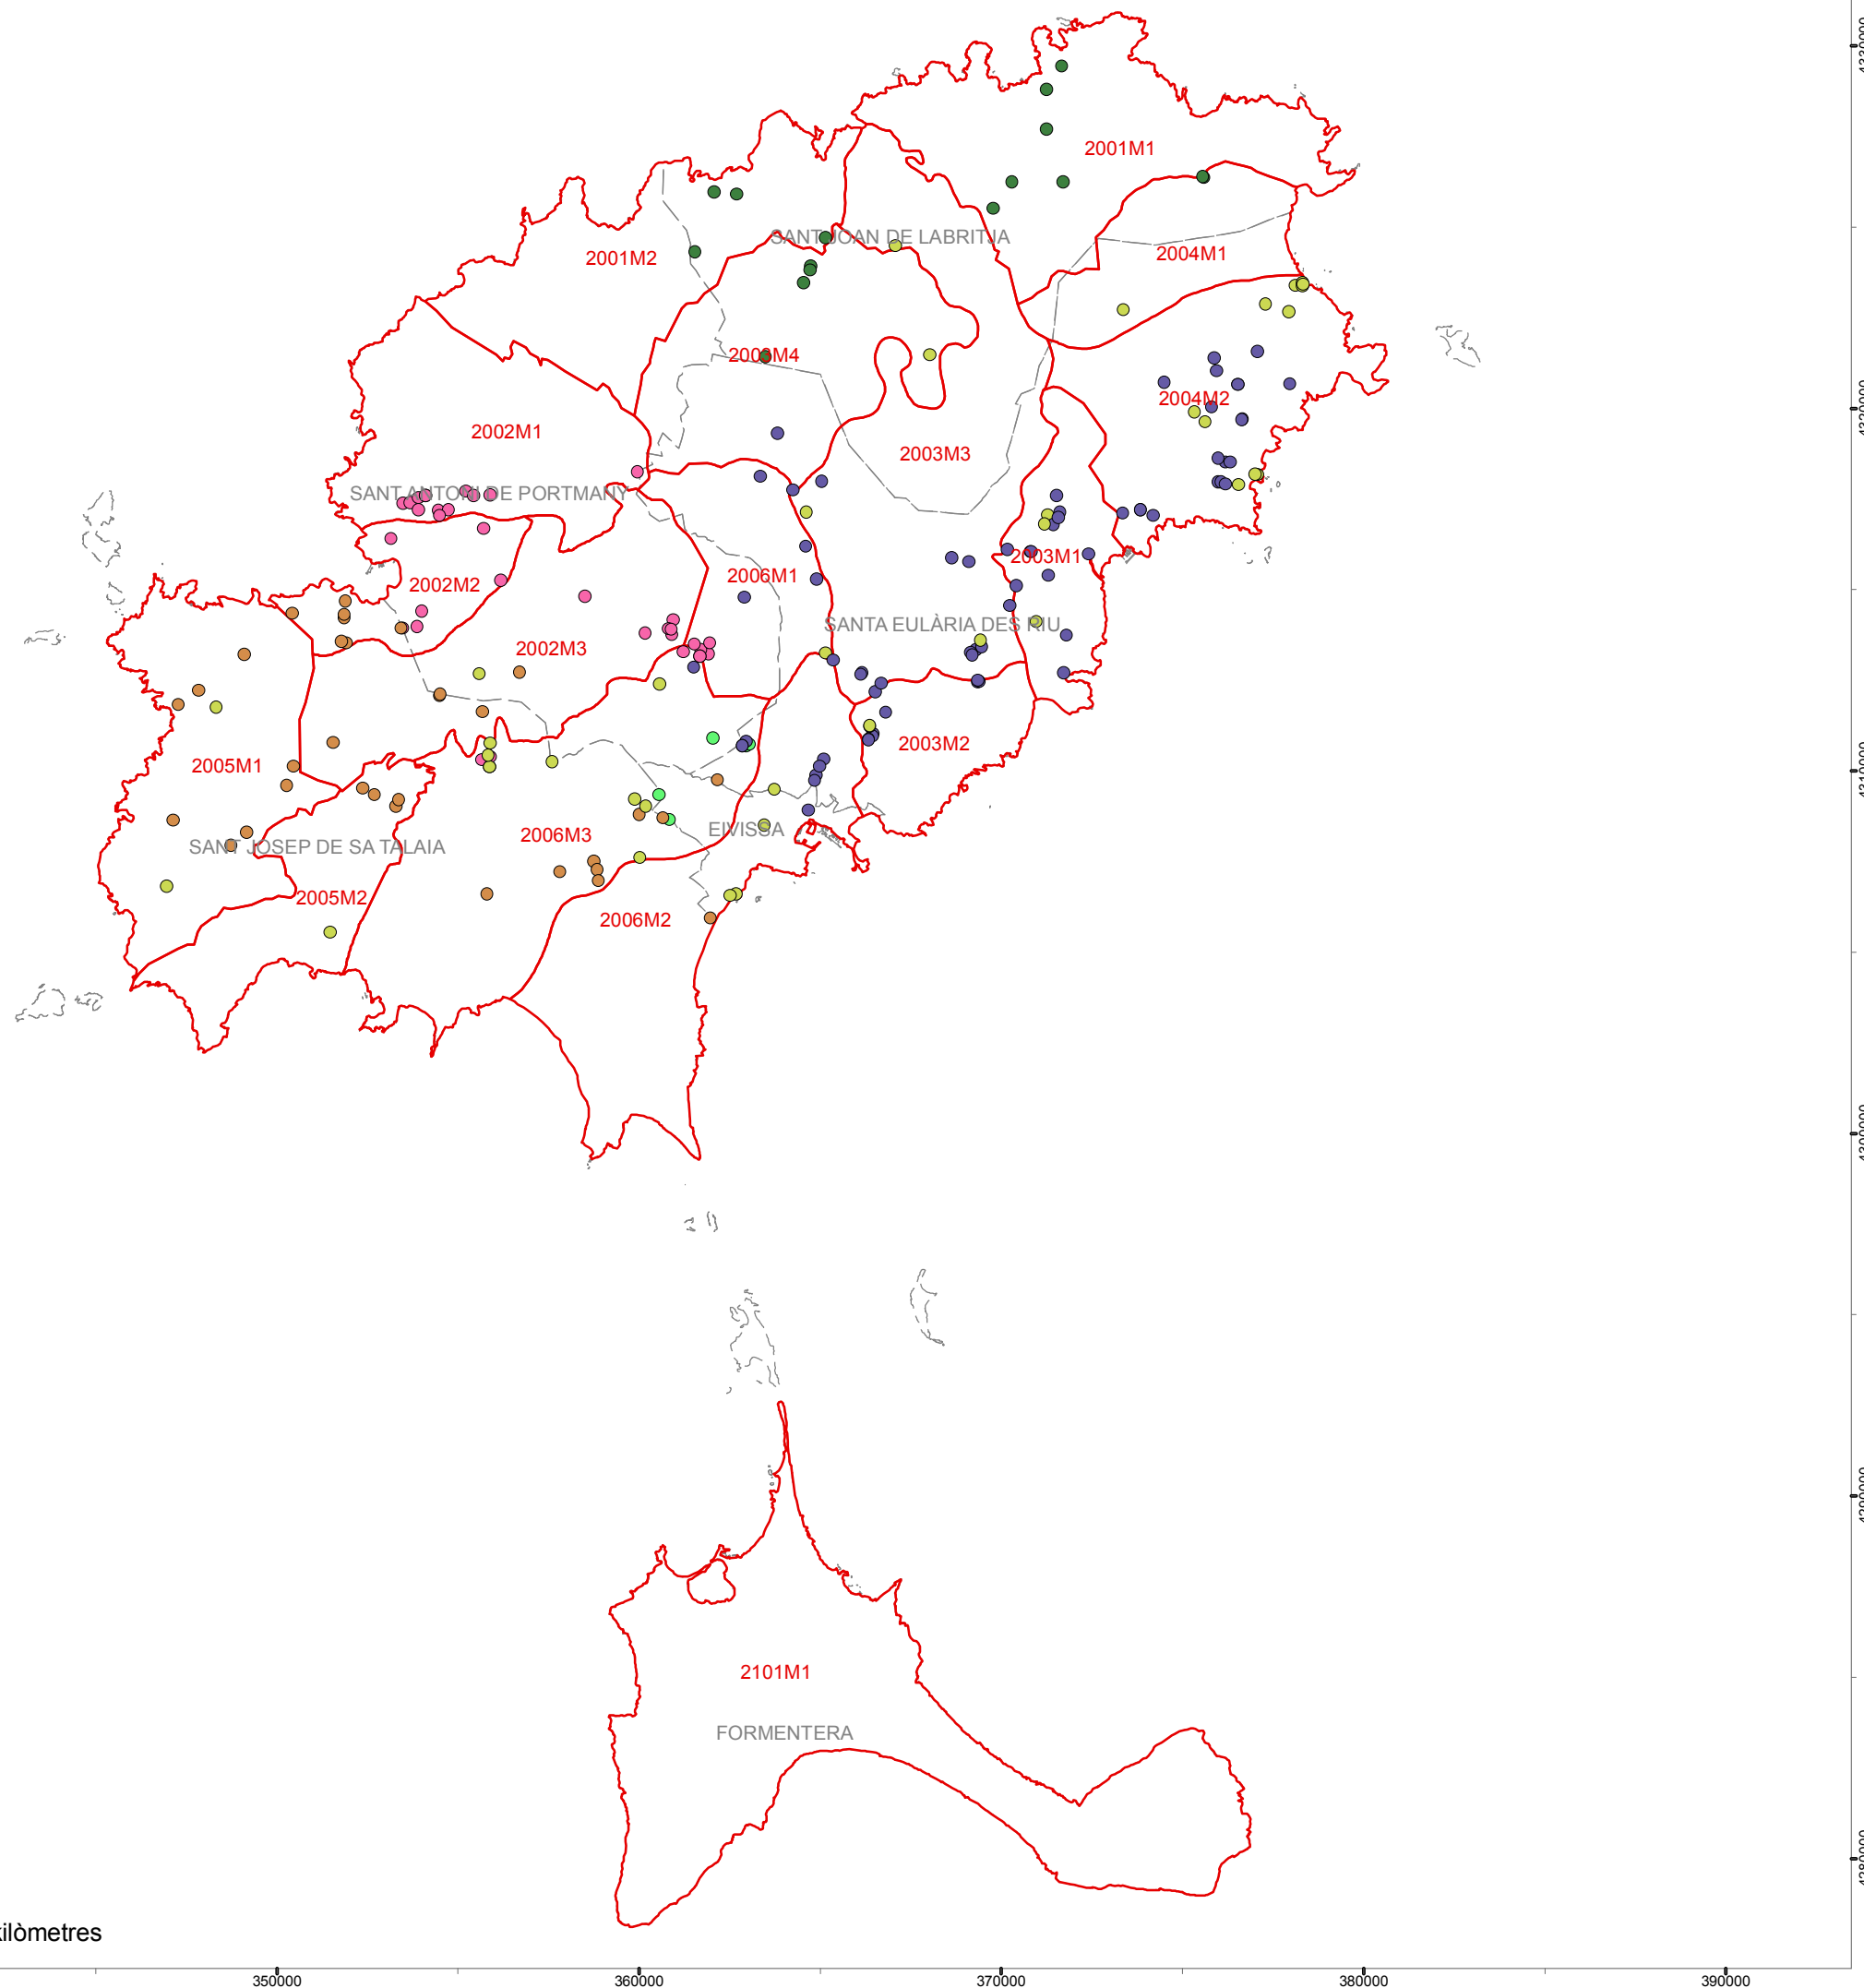 2001M1
SANT JOAN DE LABRITJA
2001M2
2004M1
2003M4
2004M2
2002M1
2003M3
SANT ANTONI DE PORTMANY
2003M1
2006M1
2002M2
SANTA EULÀRIA DES RIU
2002M3
2003M2
2005M1
EIVISSA
2006M3
SANT JOSEP DE SA TALAIA
2005M2
2006M2
2101M1
FORMENTERA
350000
360000
370000
380000
390000